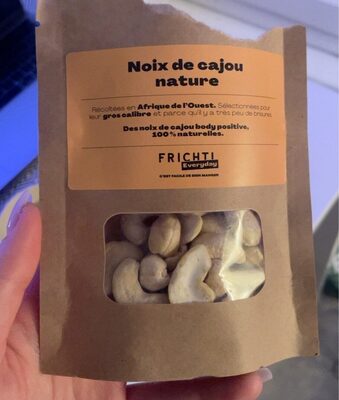 Noix de cajou
nature
Récoltées en Afrique de l'Ouest. Sélectionnées pour
leur gros calibre et parce qu'il y a très peu de brisures.
Des noix de cajou body positive,
100% naturelles.
FRICHTI
Everyday
C'EST FACILE DE BIEN MANGER